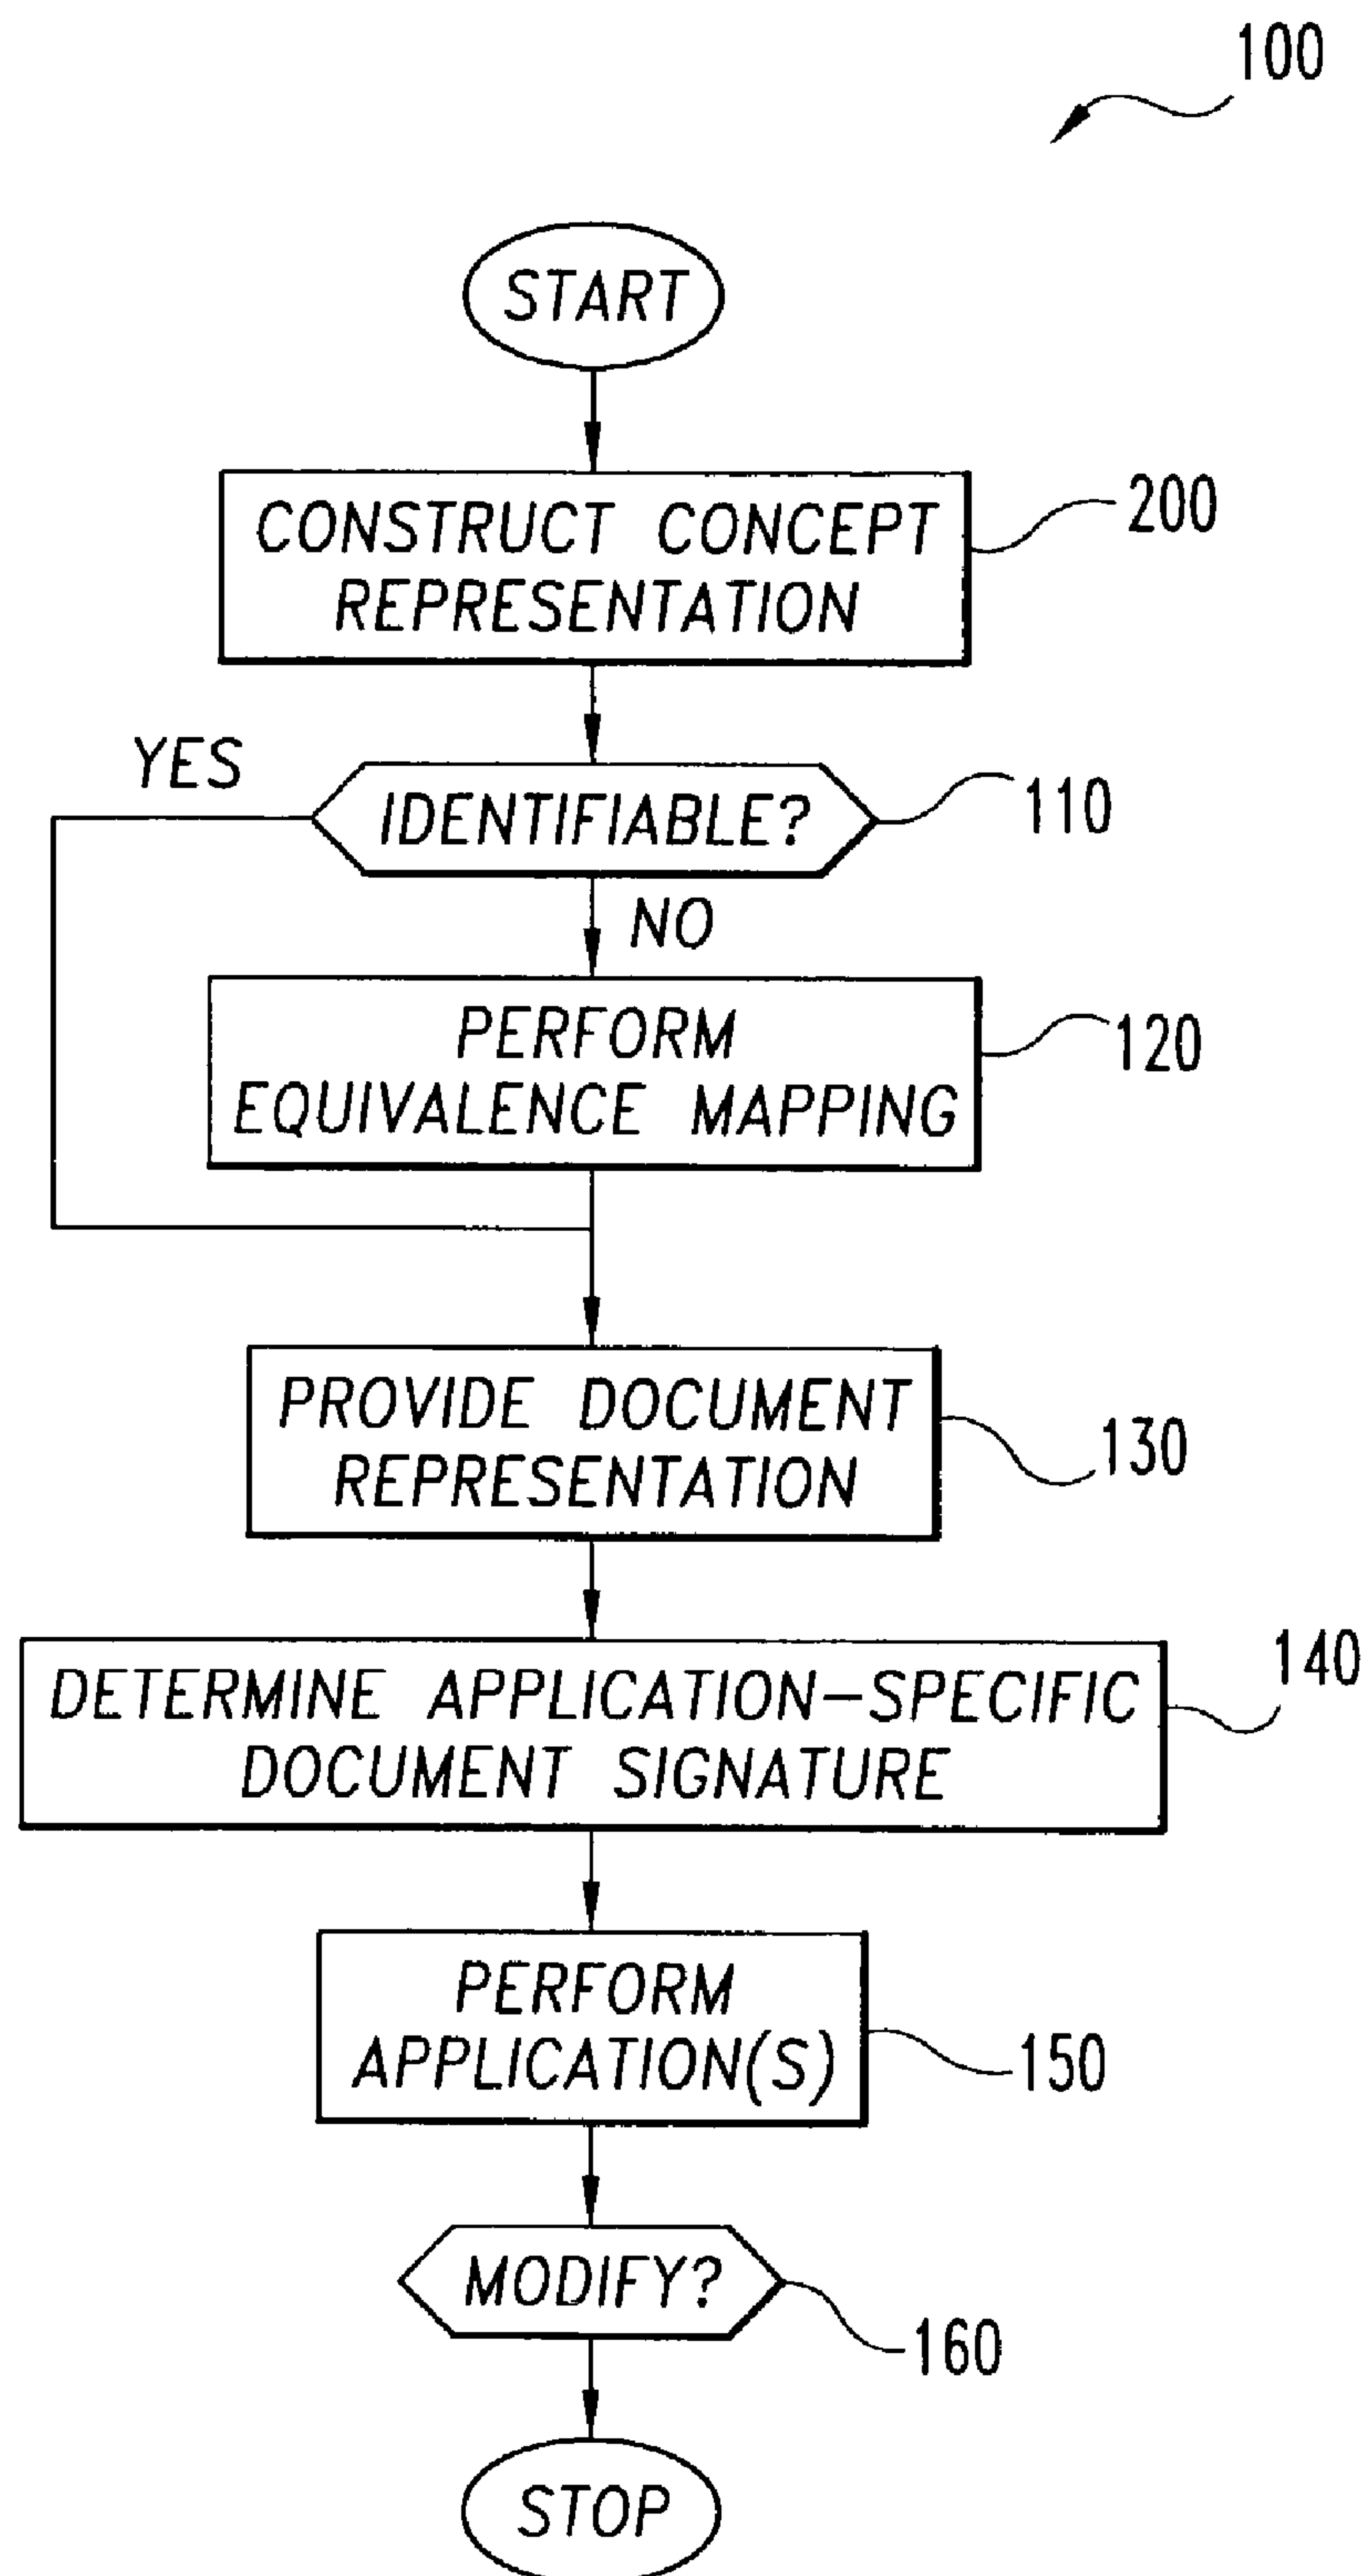 100
START
CONSTRUCT CONCEPT
REPRESENTATION
200
YES
IDENTIFIABLE?
110
NO
PERFORM
EQUIVALENCE MAPPING
120
PROVIDE DOCUMENT
REPRESENTATION
130
DETERMINE APPLICATION-SPECIFIC
DOCUMENT SIGNATURE
140
PERFORM
APPLICATION(S)
150
MODIFY?
160
STOP